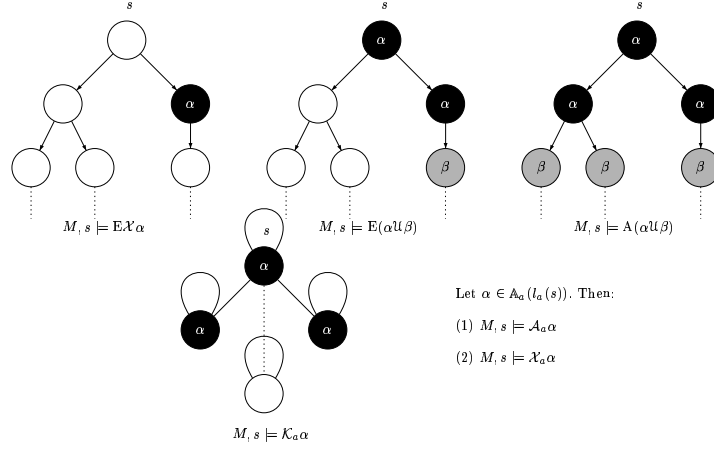 s s s
α α
α α α α
β β β β
M, s ⊨ E𝒳α M, s ⊨ E(α𝒰β) M, s ⊨ A(α𝒰β)
s
α
α α
Let α ∈ 𝔸ₐ(lₐ(s)). Then:
(1) M, s ⊨ 𝒜ₐα
(2) M, s ⊨ 𝒳ₐα
M, s ⊨ 𝒦ₐα